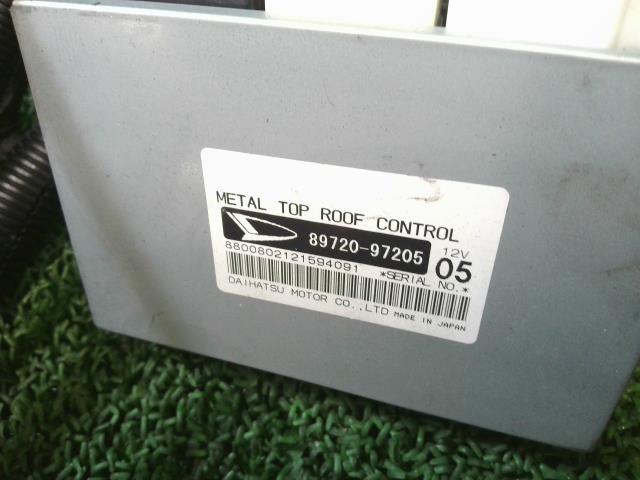 METAL TOP ROOF CONTROL
89720-97205 12V
8800802121594091 *SERIAL NO.* 05
DAIHATSU MOTOR CO.,LTD MADE IN JAPAN